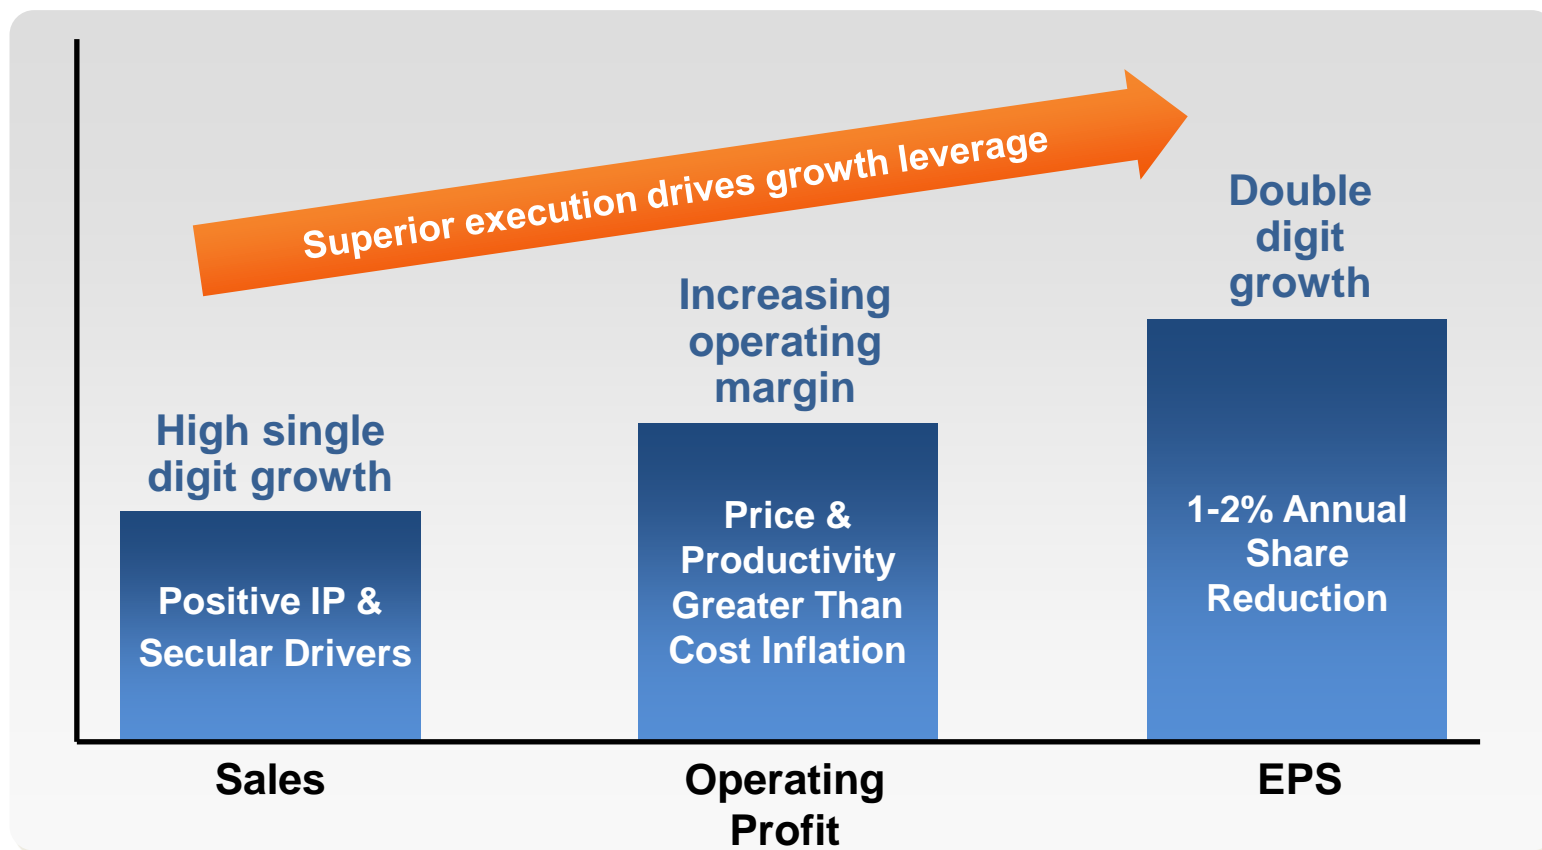 Superior execution drives growth leverage
High single
digit growth
Positive IP &
Secular Drivers
Sales
Increasing
operating
margin
Price &
Productivity
Greater Than
Cost Inflation
Operating
Profit
Double
digit
growth
1-2% Annual
Share
Reduction
EPS